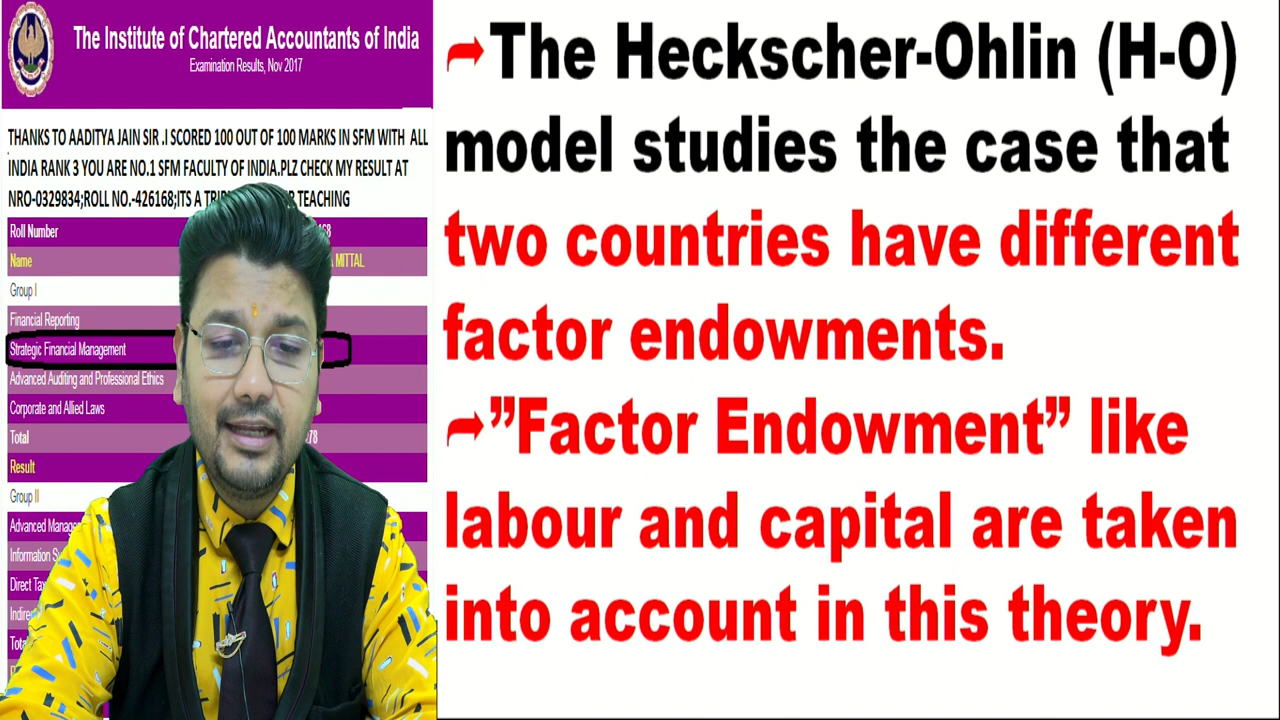 The Institute of Chartered Accountants of India
Examination Results, Nov 2017
THANKS TO AADITYA JAIN SIR .I SCORED 100 OUT OF 100 MARKS IN SFM WITH ALL
INDIA RANK 3 YOU ARE NO.1 SFM FACULTY OF INDIA.PLZ CHECK MY RESULT AT
NRO-0329834;ROLL NO.-426168;ITS A TEACHING
Roll Number
Name MITTAL
Group I
Financial Reporting
Strategic Financial Management
Advanced Auditing and Professional Ethics
Corporate and Allied Laws
Total 78
Result
Group II
Advanced
Information
Direct
Total
The Heckscher-Ohlin (H-O)
model studies the case that
two countries have different
factor endowments.
”Factor Endowment” like
labour and capital are taken
into account in this theory.